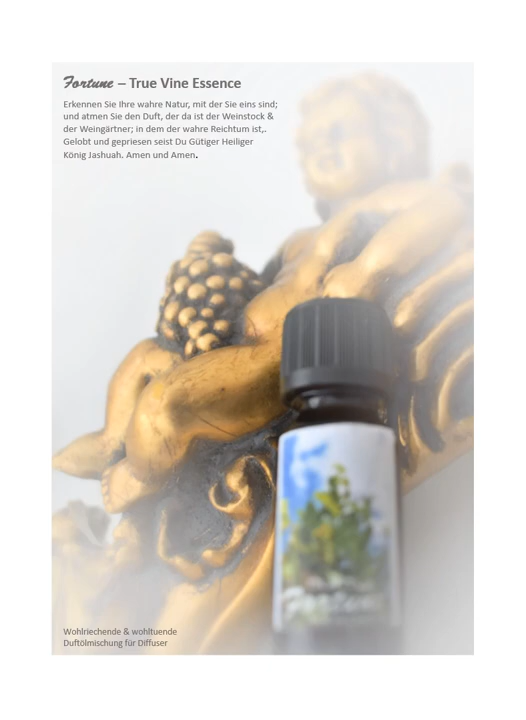 Fortune – True Vine Essence
Erkennen Sie Ihre wahre Natur, mit der Sie eins sind;
und atmen Sie den Duft, der da ist der Weinstock &
der Weingärtner; in dem der wahre Reichtum ist,.
Gelobt und gepriesen seist Du Gütiger Heiliger
König Jashuah. Amen und Amen.
Fortune
Wohlriechende & wohltuende
Duftölmischung für Diffuser